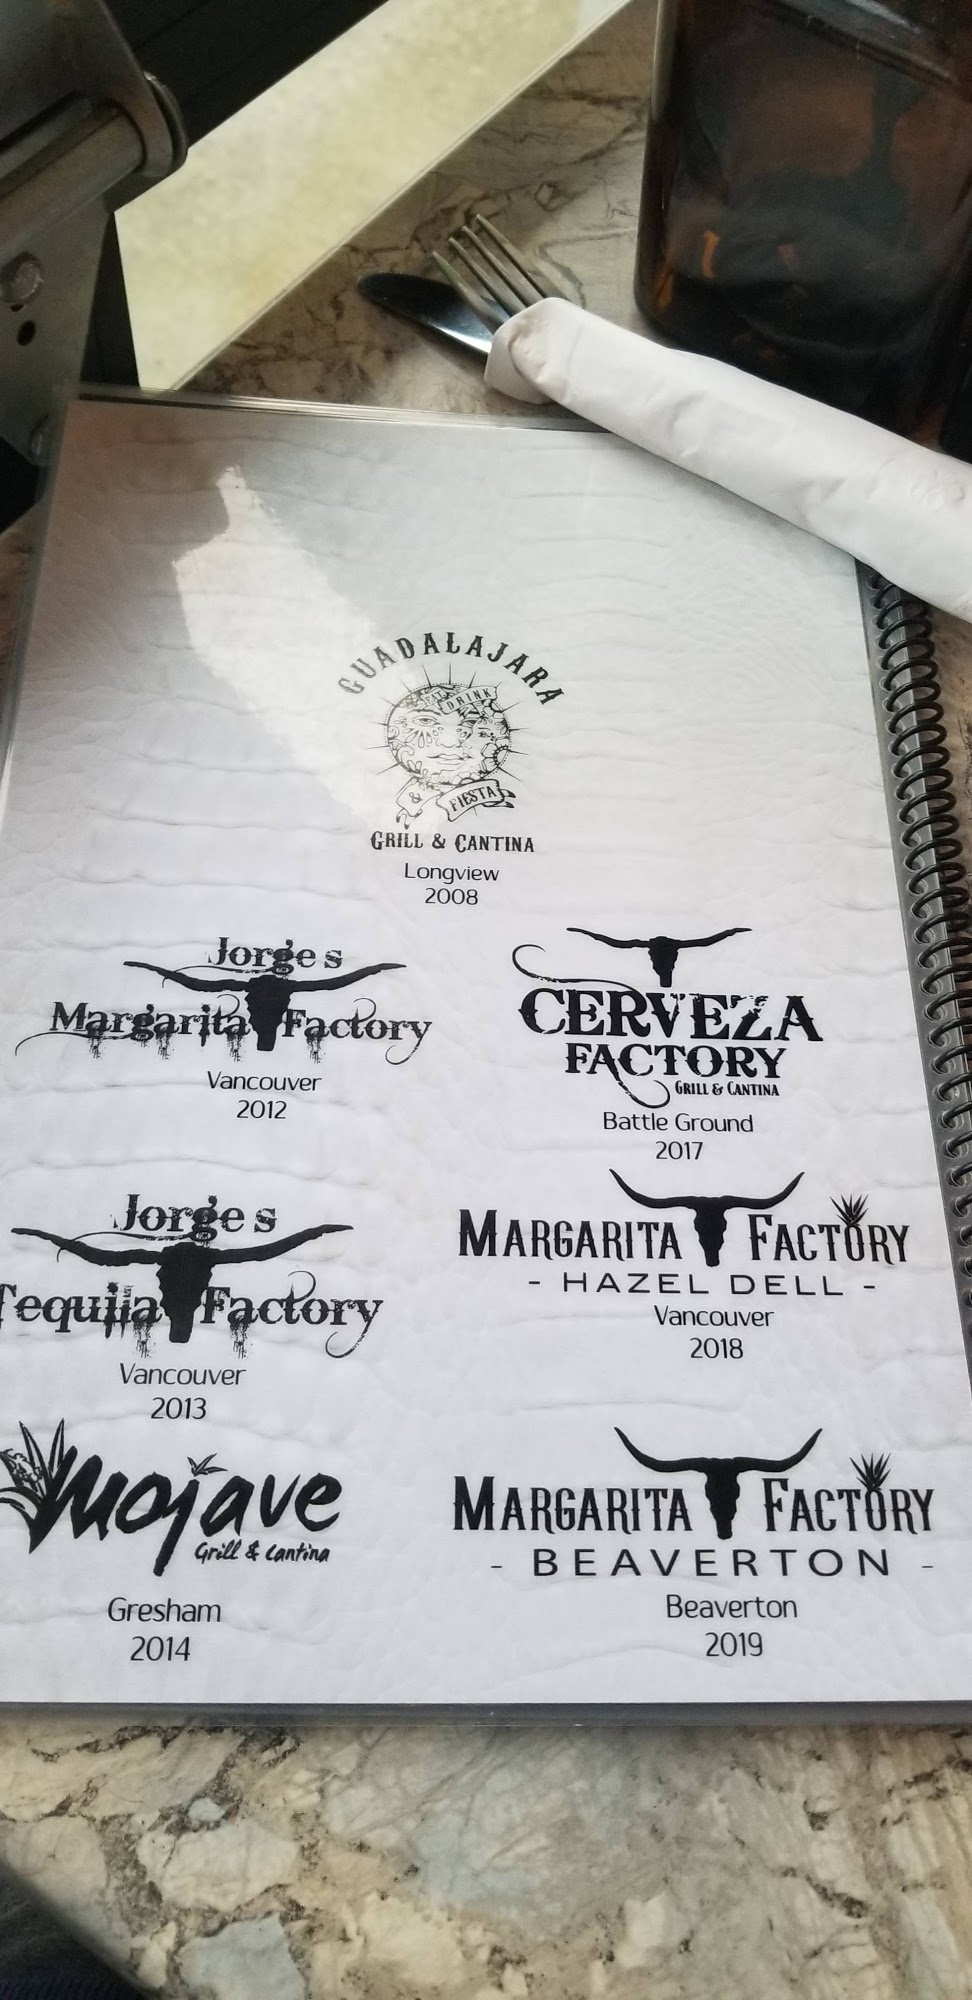 GUADALAJARA
EAT DRINK
& FIESTA
GRILL & CANTINA
Longview
2008
Jorge's
Margarita Factory
Vancouver
2012
CERVEZA
FACTORY
GRILL & CANTINA
Battle Ground
2017
Jorge's
Tequila Factory
Vancouver
2013
MARGARITA FACTORY
- HAZEL DELL -
Vancouver
2018
Mojave
Grill & Cantina
Gresham
2014
MARGARITA FACTORY
- BEAVERTON -
Beaverton
2019